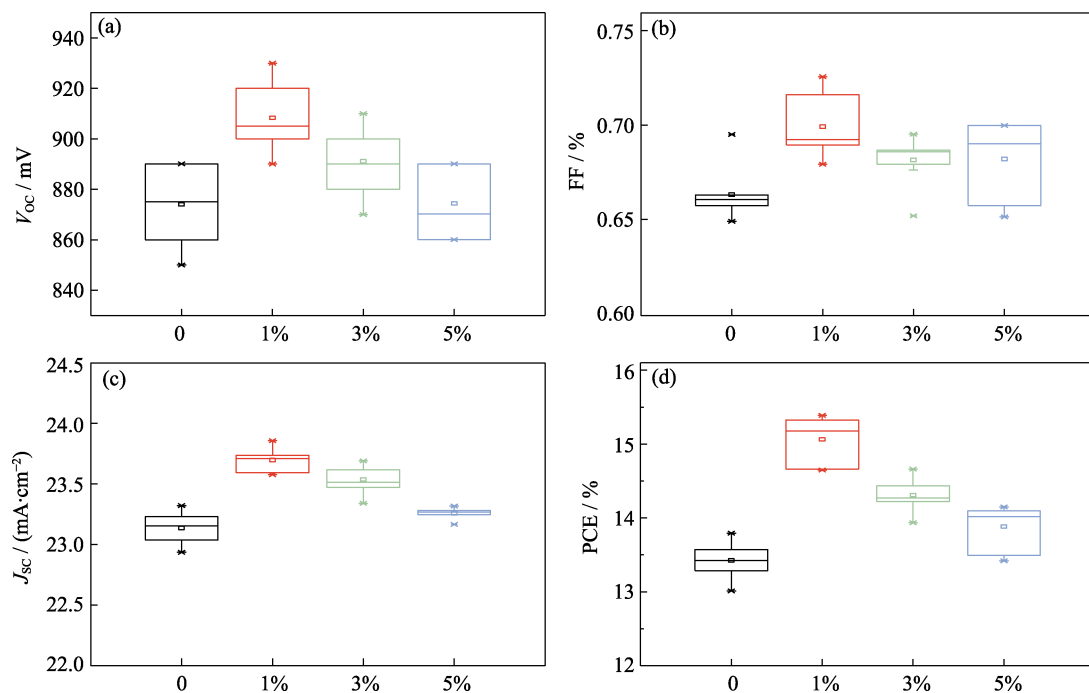 (a)
V_OC / mV
940
920
900
880
860
840
0 1% 3% 5%
(b)
FF / %
0.75
0.70
0.65
0.60
0 1% 3% 5%
(c)
J_SC / (mA·cm⁻²)
24.5
24.0
23.5
23.0
22.5
22.0
0 1% 3% 5%
(d)
PCE / %
16
15
14
13
12
0 1% 3% 5%